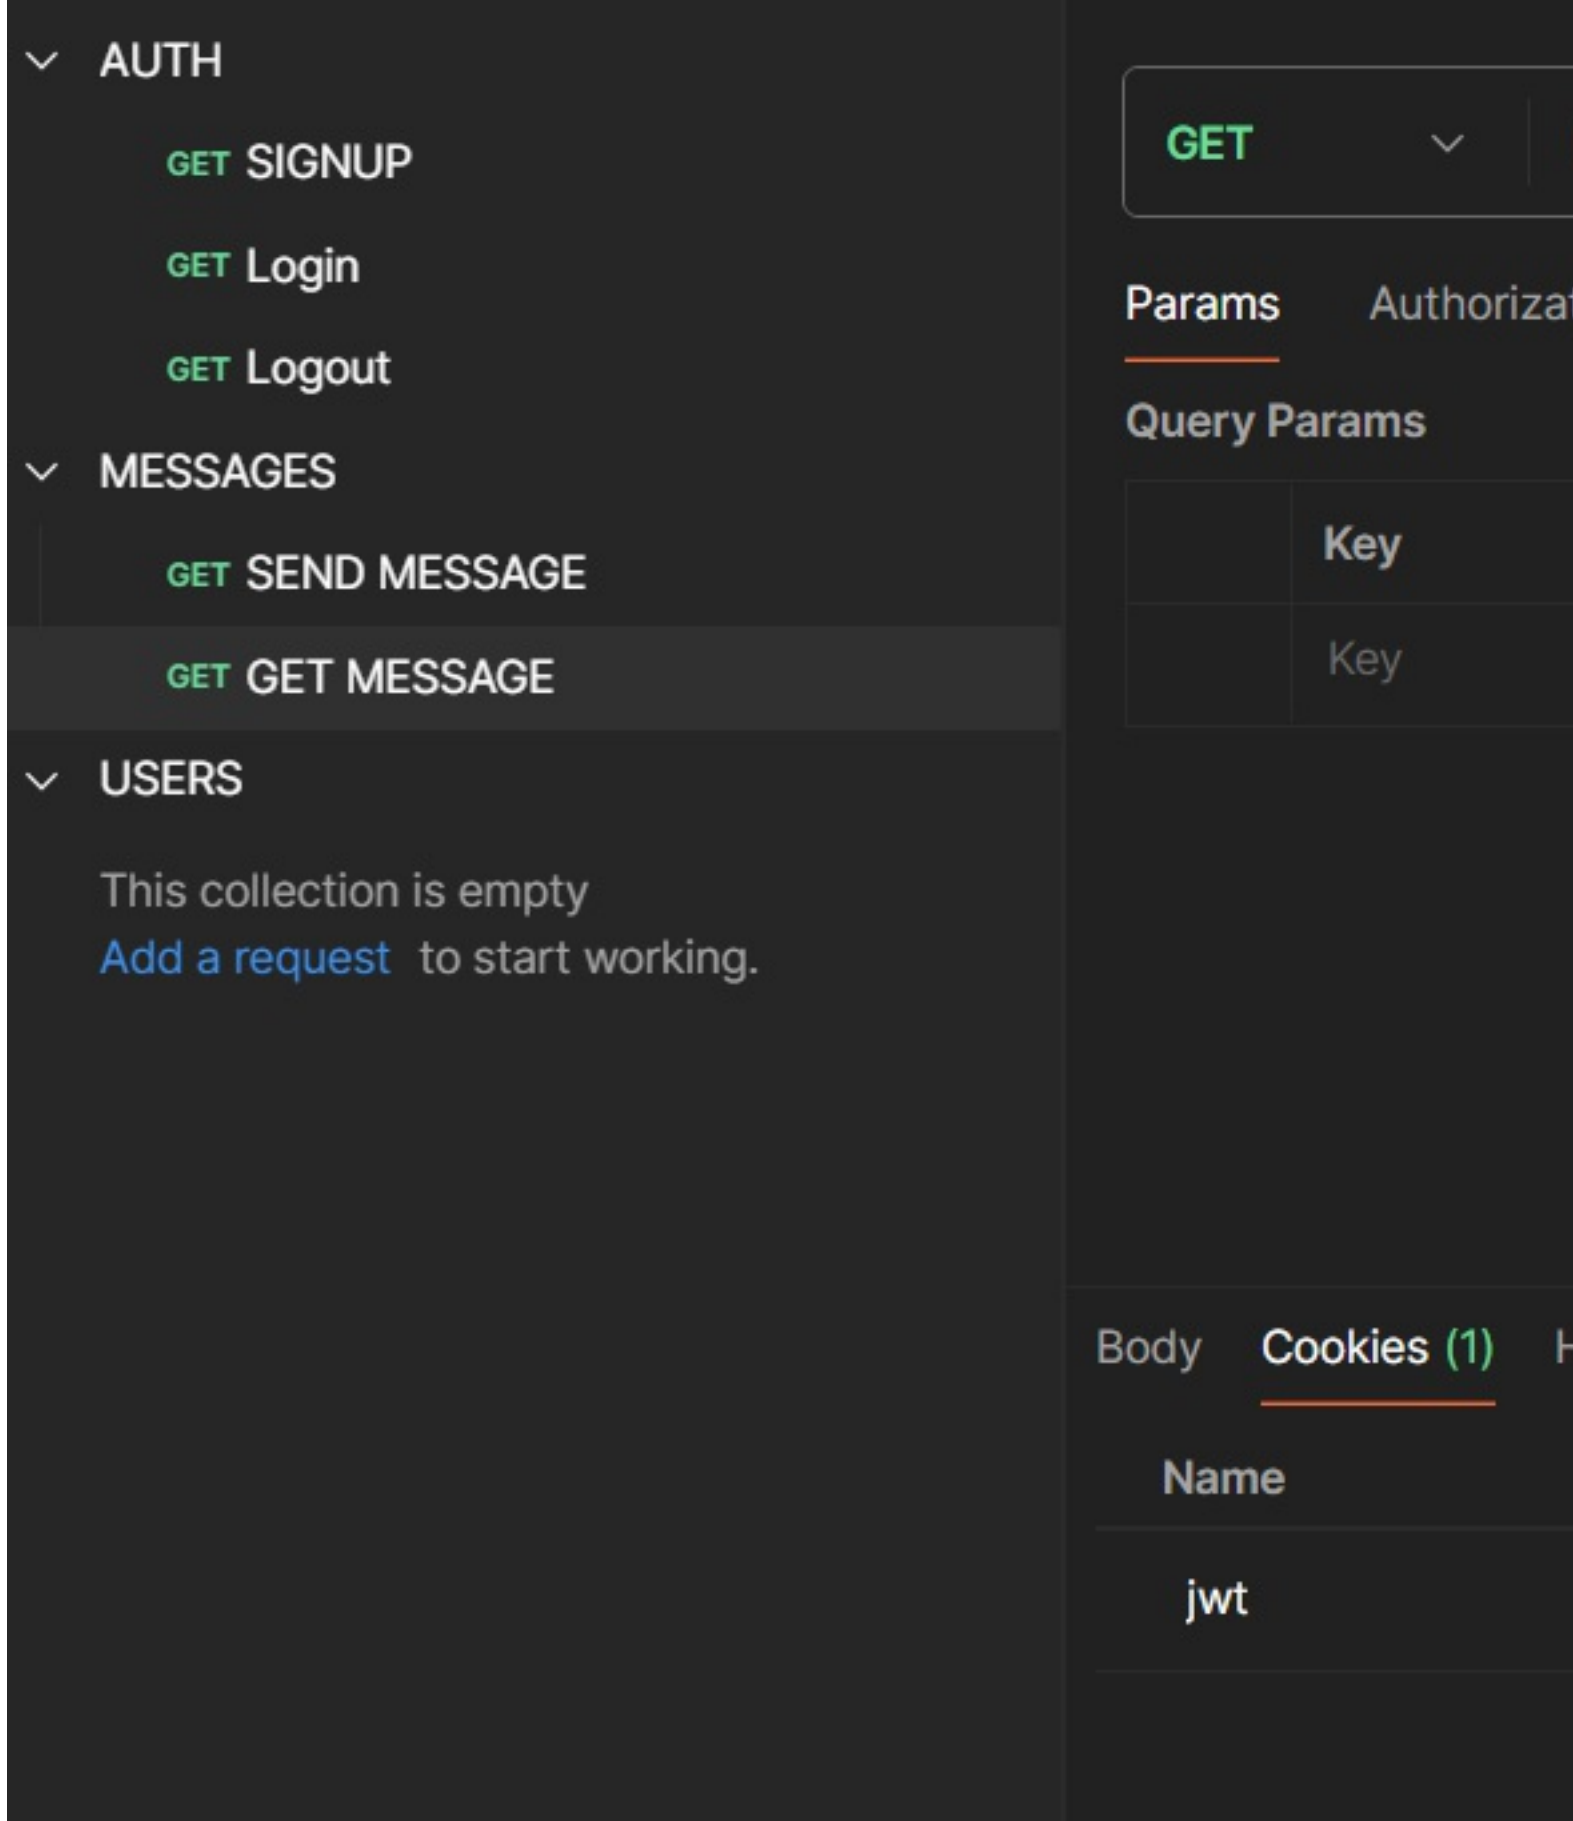 AUTH
GET SIGNUP
GET Login
GET Logout
MESSAGES
GET SEND MESSAGE
GET GET MESSAGE
USERS
This collection is empty
Add a request to start working.
GET
Params Authorizat
Query Params
Key
Key
Body Cookies (1) H
Name
jwt